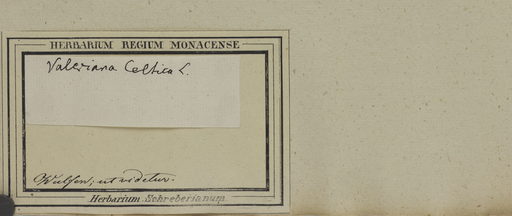 HERBARIUM REGIUM MONACENSE
Valeriana Celtica L.
Wulfen; ut videtur.
Herbarium Schreberianum